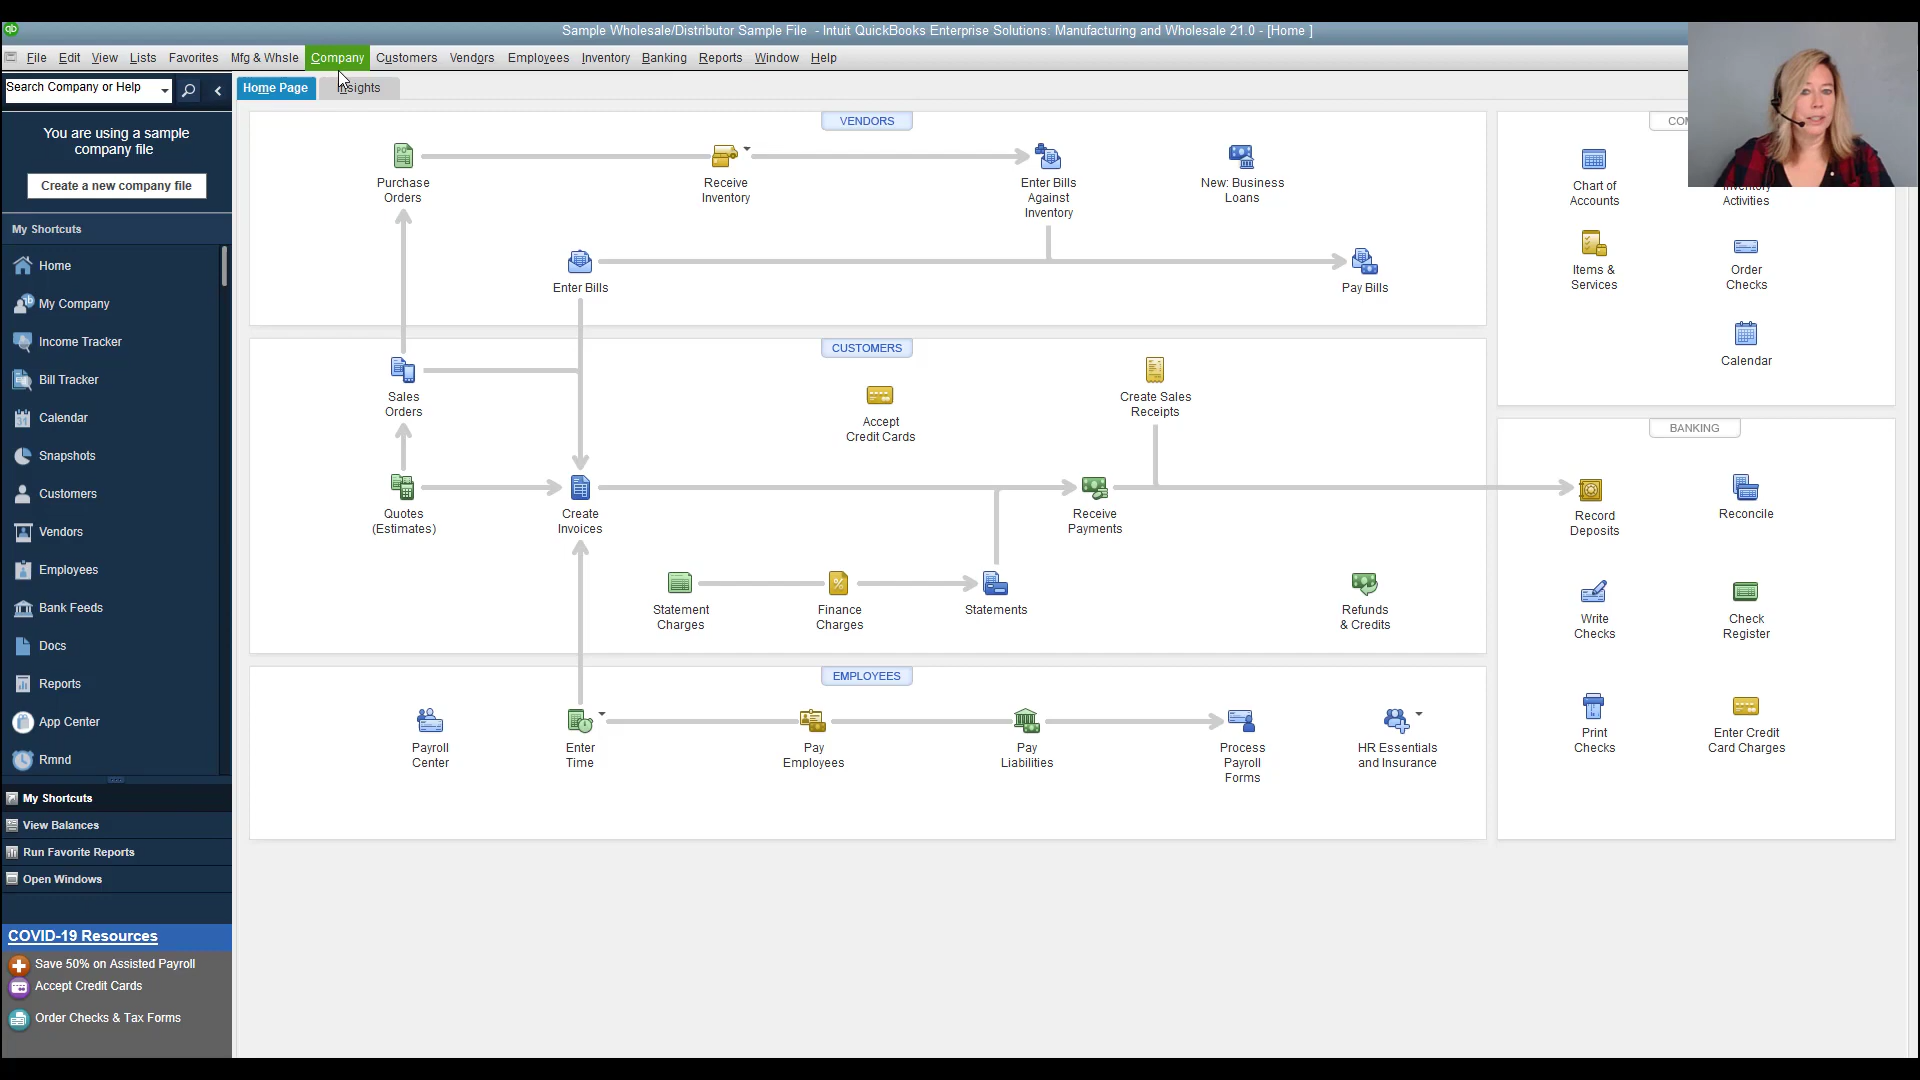 Sample Wholesale/Distributor Sample File - Intuit QuickBooks Enterprise Solutions: Manufacturing and Wholesale 21.0 - [Home ]
File Edit View Lists Favorites Mfg & Whsle Company Customers Vendors Employees Inventory Banking Reports Window Help
Search Company or Help
Home Page
Insights
You are using a sample
company file
Create a new company file
My Shortcuts
Home
My Company
Income Tracker
Bill Tracker
Calendar
Snapshots
Customers
Vendors
Employees
Bank Feeds
Docs
Reports
App Center
Rmnd
My Shortcuts
View Balances
Run Favorite Reports
Open Windows
COVID-19 Resources
Save 50% on Assisted Payroll
Accept Credit Cards
Order Checks & Tax Forms
VENDORS
Purchase
Orders
Receive
Inventory
Enter Bills
Against
Inventory
New: Business
Loans
Enter Bills
Pay Bills
CUSTOMERS
Sales
Orders
Accept
Credit Cards
Create Sales
Receipts
Quotes
(Estimates)
Create
Invoices
Receive
Payments
Statement
Charges
Finance
Charges
Statements
Refunds
& Credits
EMPLOYEES
Payroll
Center
Enter
Time
Pay
Employees
Pay
Liabilities
Process
Payroll
Forms
HR Essentials
and Insurance
Chart of
Accounts
Inventory
Activities
Items &
Services
Order
Checks
Calendar
BANKING
Record
Deposits
Reconcile
Write
Checks
Check
Register
Print
Checks
Enter Credit
Card Charges